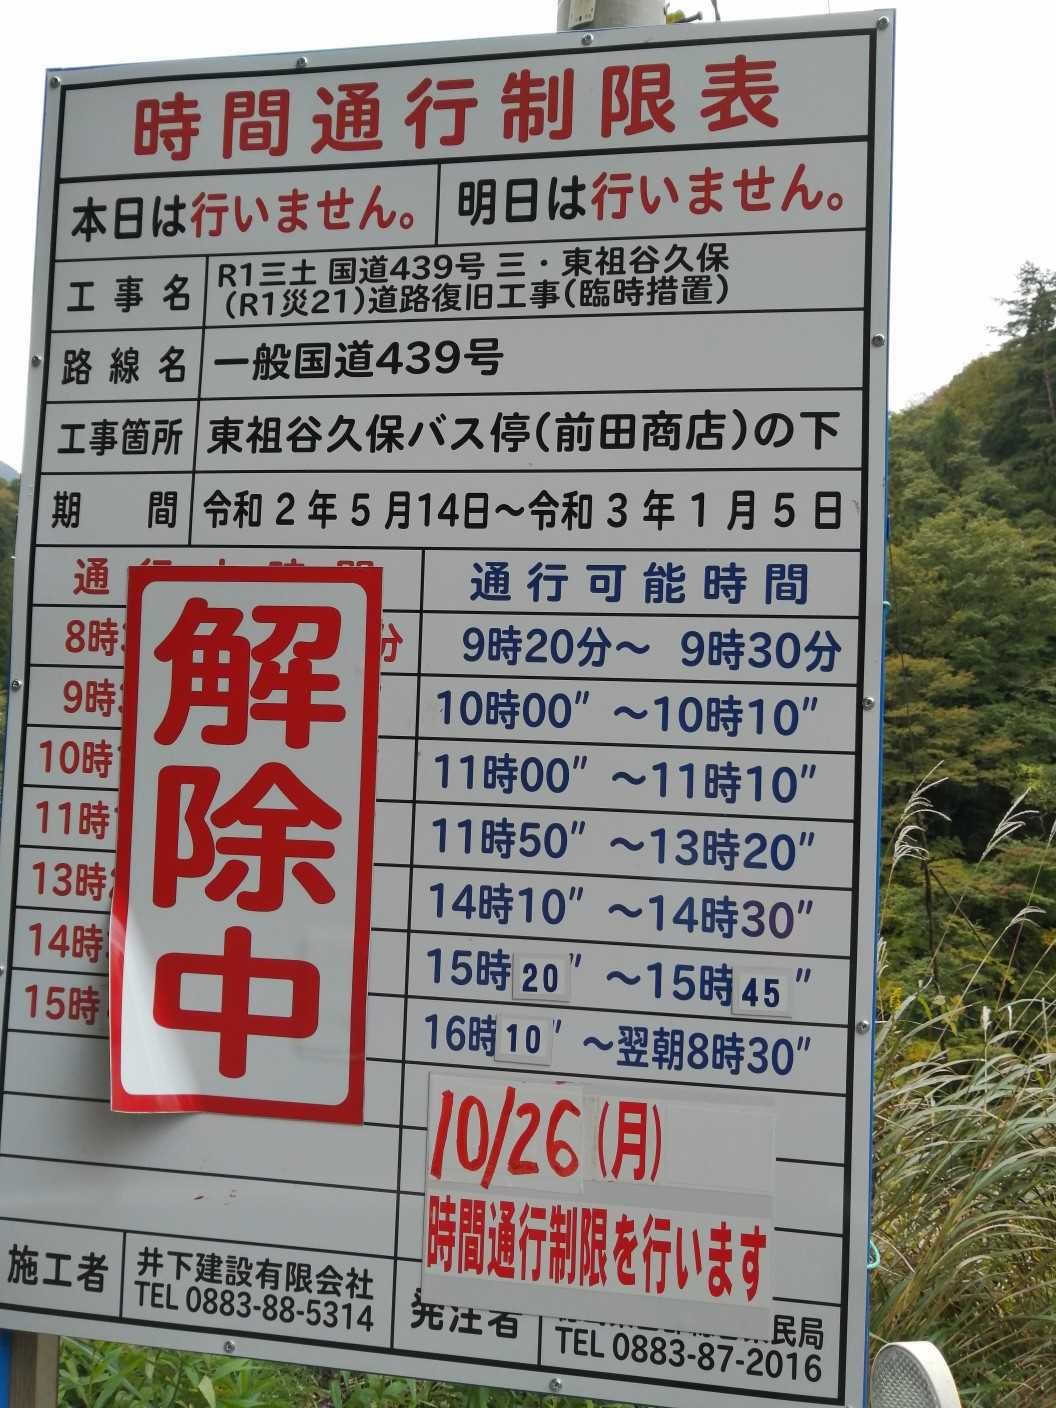 時間通行制限表
本日は行いません。 明日は行いません。
工事名 R1三土 国道439号 三・東祖谷久保
(R1災21)道路復旧工事(臨時措置)
路線名 一般国道439号
工事箇所 東祖谷久保バス停(前田商店)の下
期間 令和2年5月14日～令和3年1月5日
通行 通行可能時間
8時 分 9時20分～ 9時30分
9時 10時00″ ～10時10″
10時 11時00″ ～11時10″
11時 11時50″ ～13時20″
13時 14時10″ ～14時30″
14時 15時20″ ～15時45″
15時 16時10″ ～翌朝8時30″
解除中
10/26(月)
時間通行制限を行います
施工者 井下建設有限会社
TEL 0883-88-5314
発注者 民局
TEL 0883-87-2016